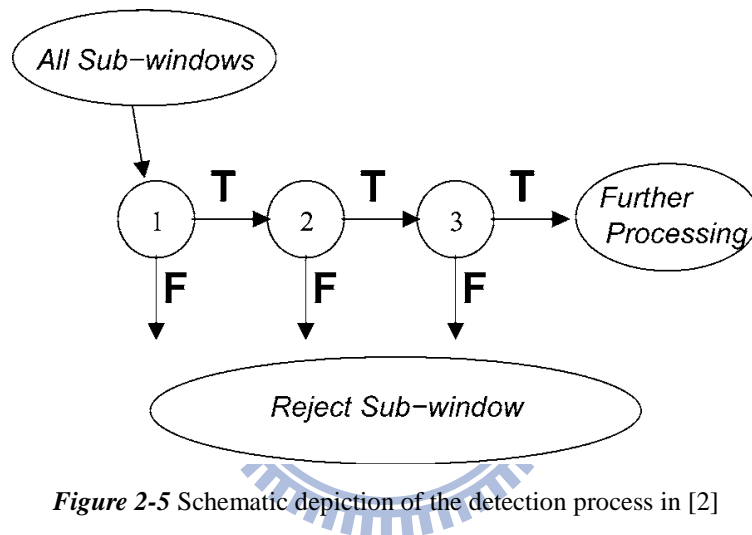 All Sub-windows
T
T
T
1
2
3
Further
Processing
F
F
F
Reject Sub-window
Figure 2-5 Schematic depiction of the detection process in [2]